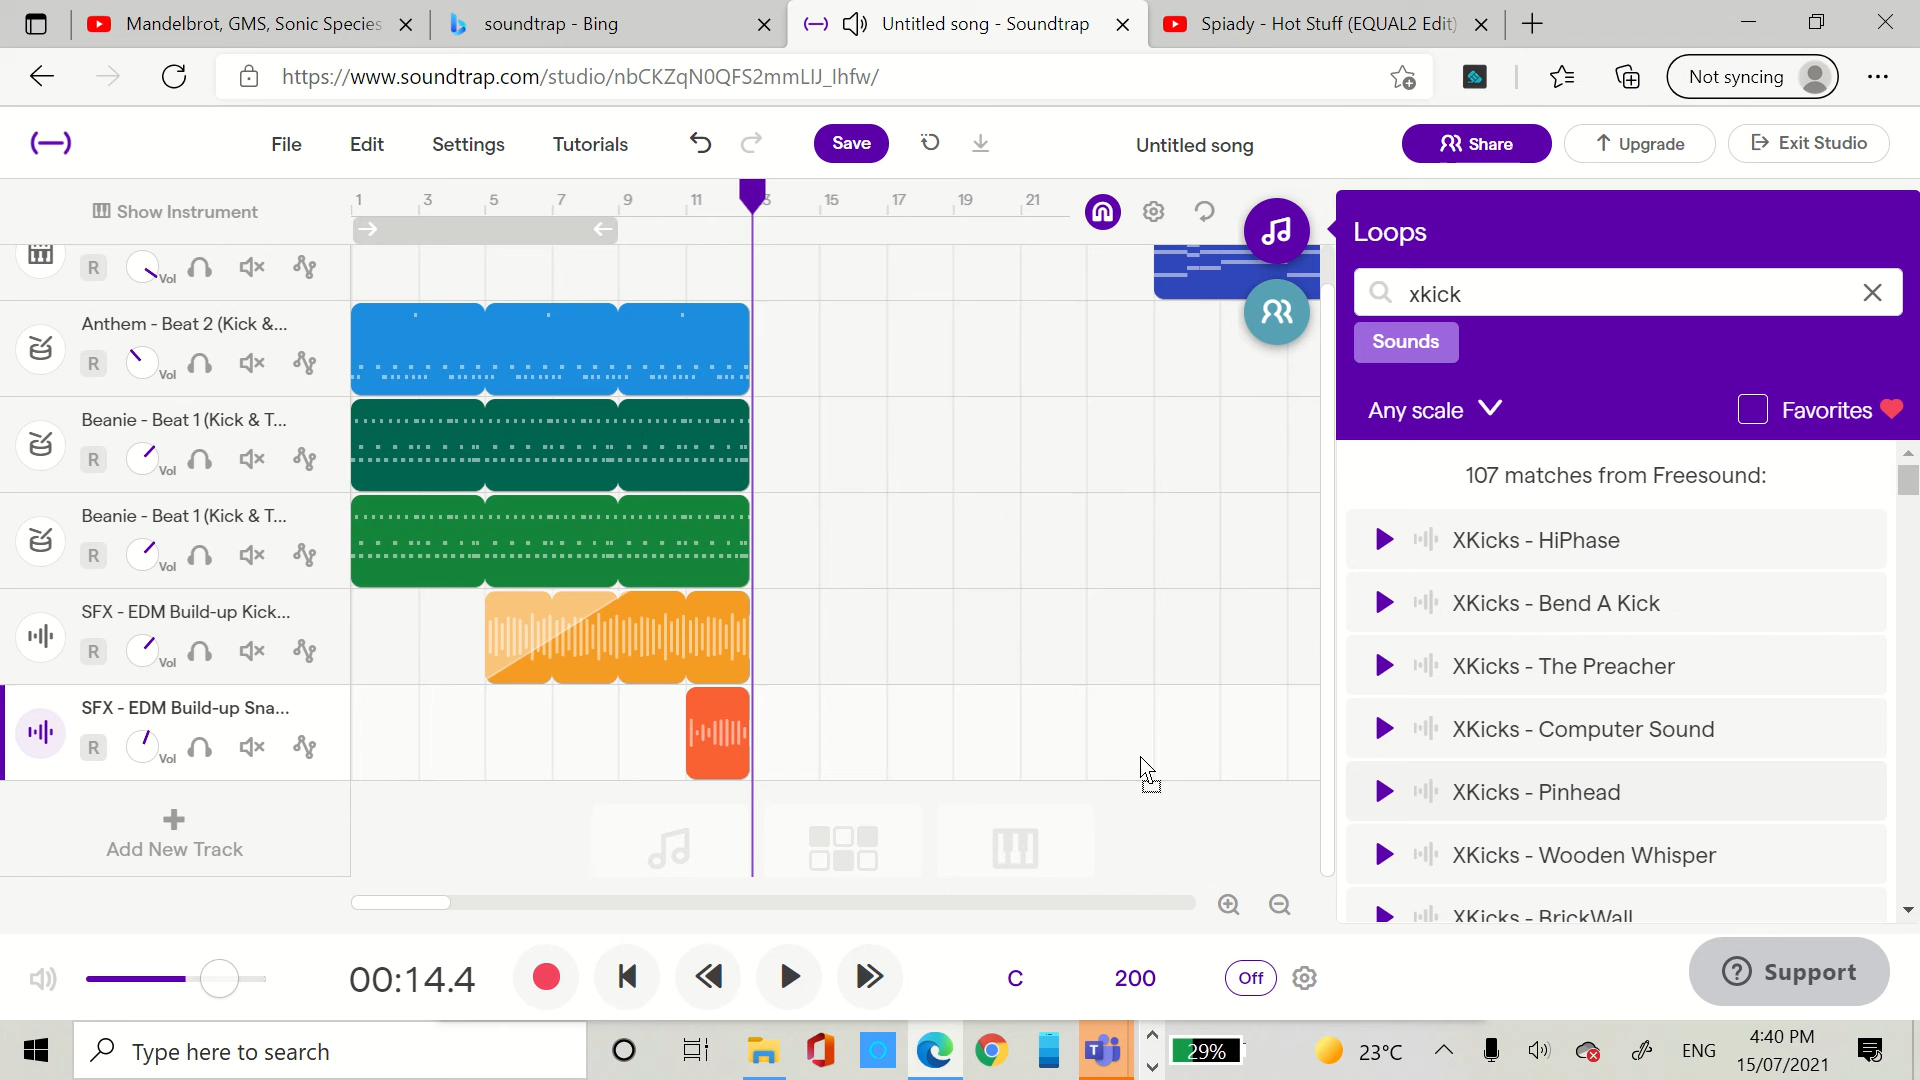 Mandelbrot, GMS, Sonic Species
soundtrap - Bing
Untitled song - Soundtrap
Spiady - Hot Stuff (EQUAL2 Edit)
https://www.soundtrap.com/studio/nbCKZqN0QFS2mmLIJ_Ihfw/
Not syncing
File Edit Settings Tutorials Save Untitled song Share Upgrade Exit Studio
Show Instrument
1 3 5 7 9 11 15 17 19 21
Loops
xkick
Sounds
Any scale Favorites
107 matches from Freesound:
XKicks - HiPhase
XKicks - Bend A Kick
XKicks - The Preacher
XKicks - Computer Sound
XKicks - Pinhead
XKicks - Wooden Whisper
XKicks - BrickWall
R Vol
Anthem - Beat 2 (Kick &...
R Vol
Beanie - Beat 1 (Kick & T...
R Vol
Beanie - Beat 1 (Kick & T...
R Vol
SFX - EDM Build-up Kick...
R Vol
SFX - EDM Build-up Sna...
R Vol
Add New Track
00:14.4 C 200 Off
Support
Type here to search
29%
23°C
ENG
4:40 PM
15/07/2021